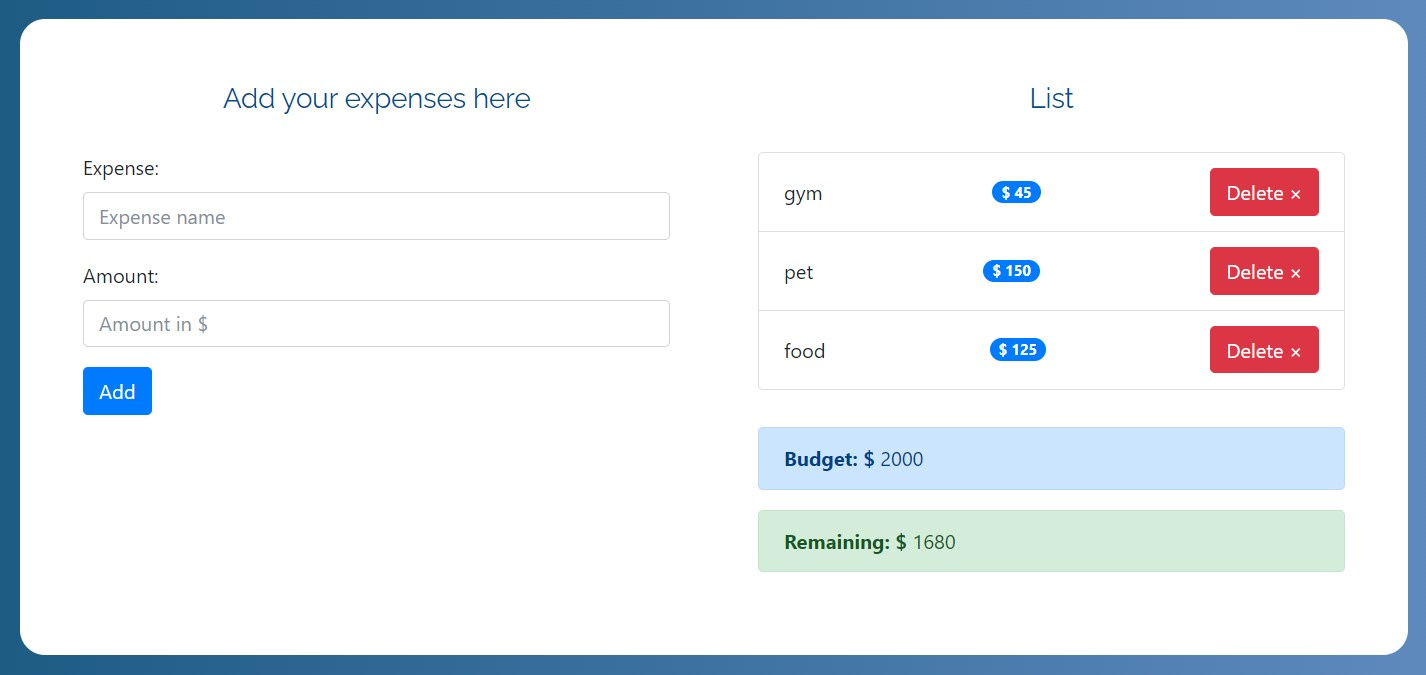 Add your expenses here
Expense:
Expense name
Amount:
Amount in $
Add
List
gym $ 45 Delete ×
pet $ 150 Delete ×
food $ 125 Delete ×
Budget: $ 2000
Remaining: $ 1680